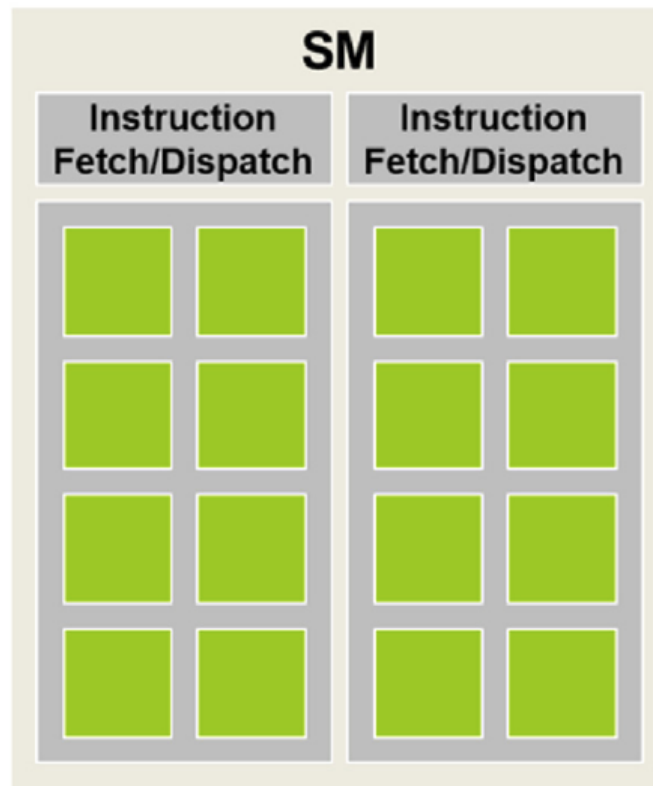 SM
Instruction
Fetch/Dispatch
Instruction
Fetch/Dispatch